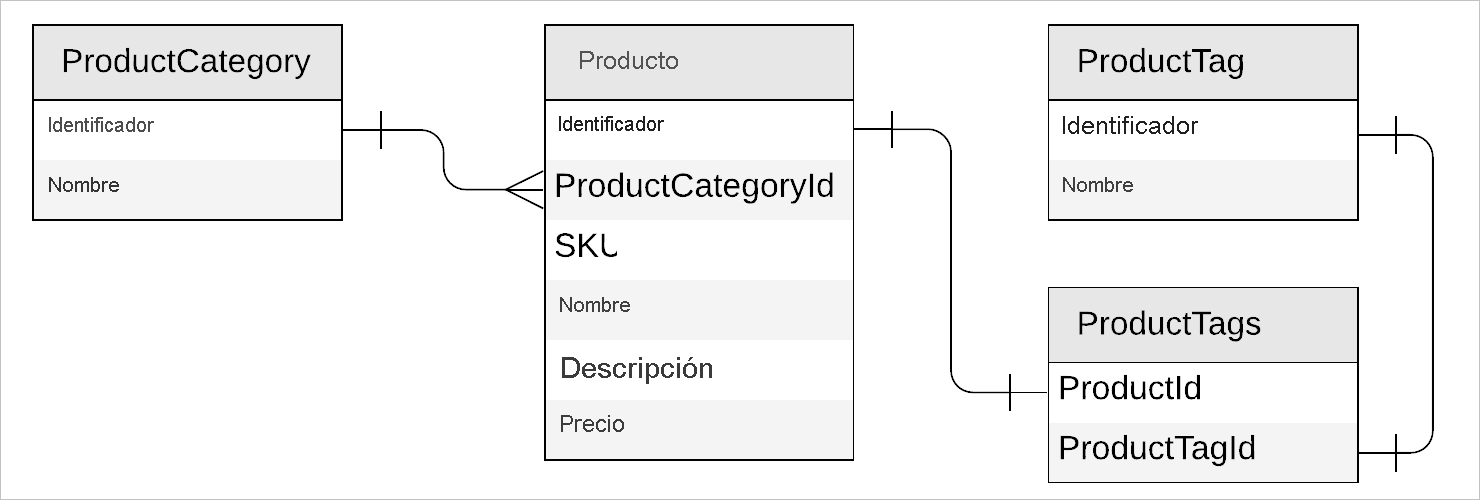 ProductCategory
Identificador
Nombre
Producto
Identificador
ProductCategoryId
SKU
Nombre
Descripción
Precio
ProductTag
Identificador
Nombre
ProductTags
ProductId
ProductTagId